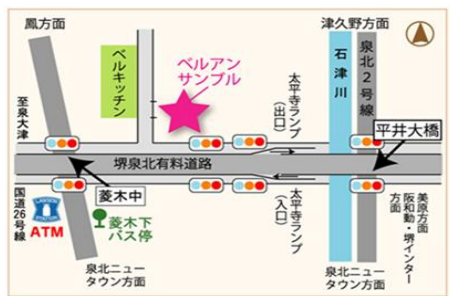 鳳方面
津久野方面
ベルキッチン
ベルアン
サンブル
石津川
泉北2号線
太平寺ランプ
(出口)
平井大橋
至泉大津
堺泉北有料道路
国道26号線
菱木中
LAWSON
STATION
ATM
菱木下
バス停
太平寺ランプ
(入口)
美原方面
阪和動・堺インター
方面
泉北ニュー
タウン方面
泉北ニュー
タウン方面